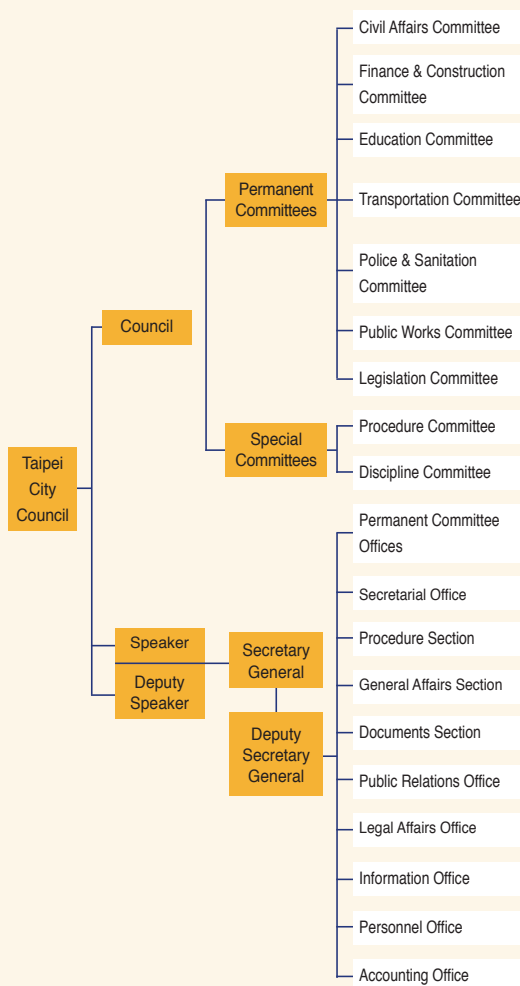 Taipei
City
Council
Council
Permanent
Committees
Civil Affairs Committee
Finance & Construction
Committee
Education Committee
Transportation Committee
Police & Sanitation
Committee
Public Works Committee
Legislation Committee
Special
Committees
Procedure Committee
Discipline Committee
Speaker
Deputy
Speaker
Secretary
General
Deputy
Secretary
General
Permanent Committee
Offices
Secretarial Office
Procedure Section
General Affairs Section
Documents Section
Public Relations Office
Legal Affairs Office
Information Office
Personnel Office
Accounting Office